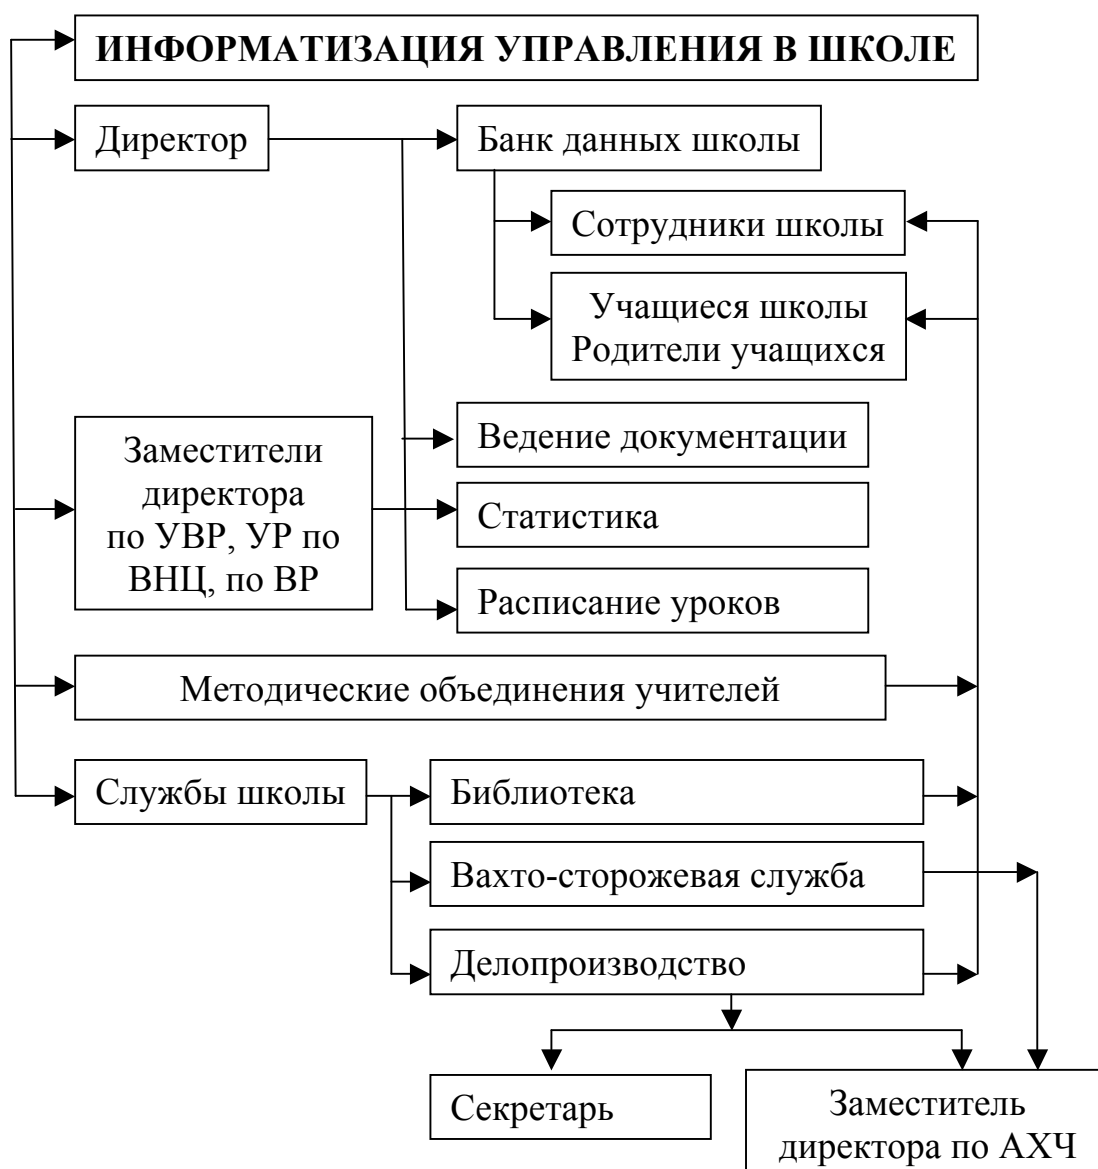 ИНФОРМАТИЗАЦИЯ УПРАВЛЕНИЯ В ШКОЛЕ
Директор
Банк данных школы
Сотрудники школы
Учащиеся школы
Родители учащихся
Заместители
директора
по УВР, УР по
ВНЦ, по ВР
Ведение документации
Статистика
Расписание уроков
Методические объединения учителей
Службы школы
Библиотека
Вахто-сторожевая служба
Делопроизводство
Секретарь
Заместитель
директора по АХЧ